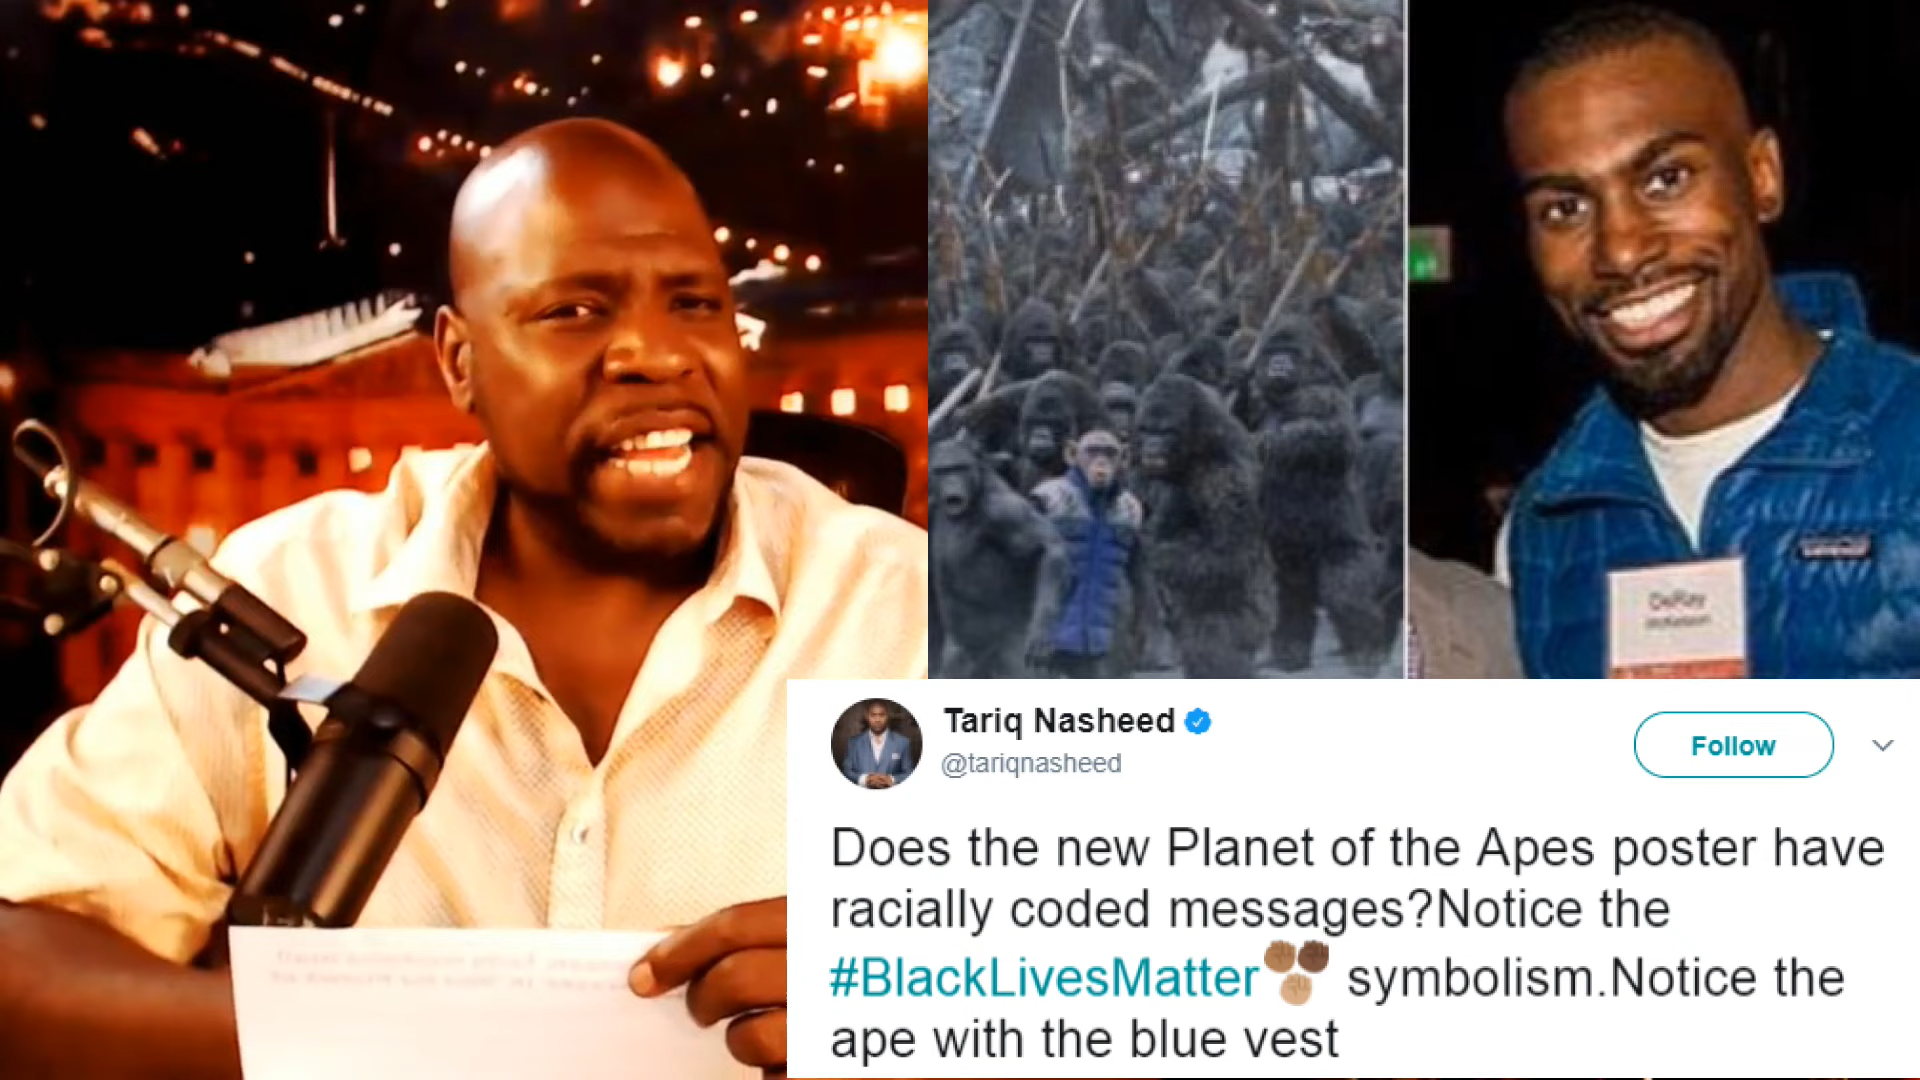 DeRay
Tariq Nasheed
@tariqnasheed
Follow
Does the new Planet of the Apes poster have
racially coded messages?Notice the
#BlackLivesMatter✊🏽✊🏿✊🏼 symbolism.Notice the
ape with the blue vest